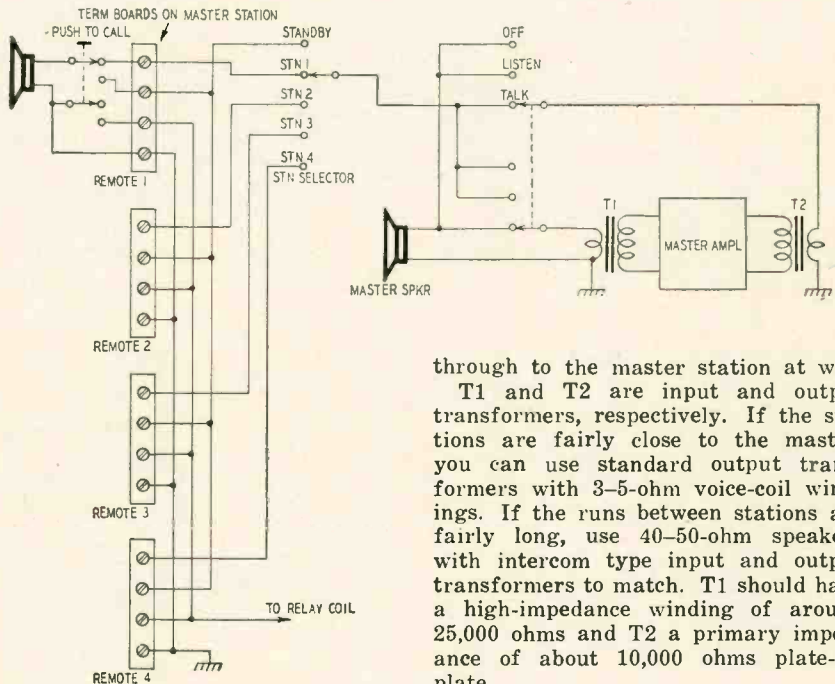 TERM BOARDS ON MASTER STATION
PUSH TO CALL
STANDBY
STN 1
STN 2
STN 3
STN 4
STN SELECTOR
OFF
LISTEN
TALK
T1
MASTER AMPL
T2
MASTER SPKR
REMOTE 1
REMOTE 2
REMOTE 3
TO RELAY COIL
REMOTE 4
through to the master station at w
T1 and T2 are input and outp
transformers, respectively. If the s
tions are fairly close to the mast
you can use standard output tran
formers with 3–5-ohm voice-coil win
ings. If the runs between stations a
fairly long, use 40–50-ohm speake
with intercom type input and outp
transformers to match. T1 should ha
a high-impedance winding of arou
25,000 ohms and T2 a primary impe
ance of about 10,000 ohms plate-
plate